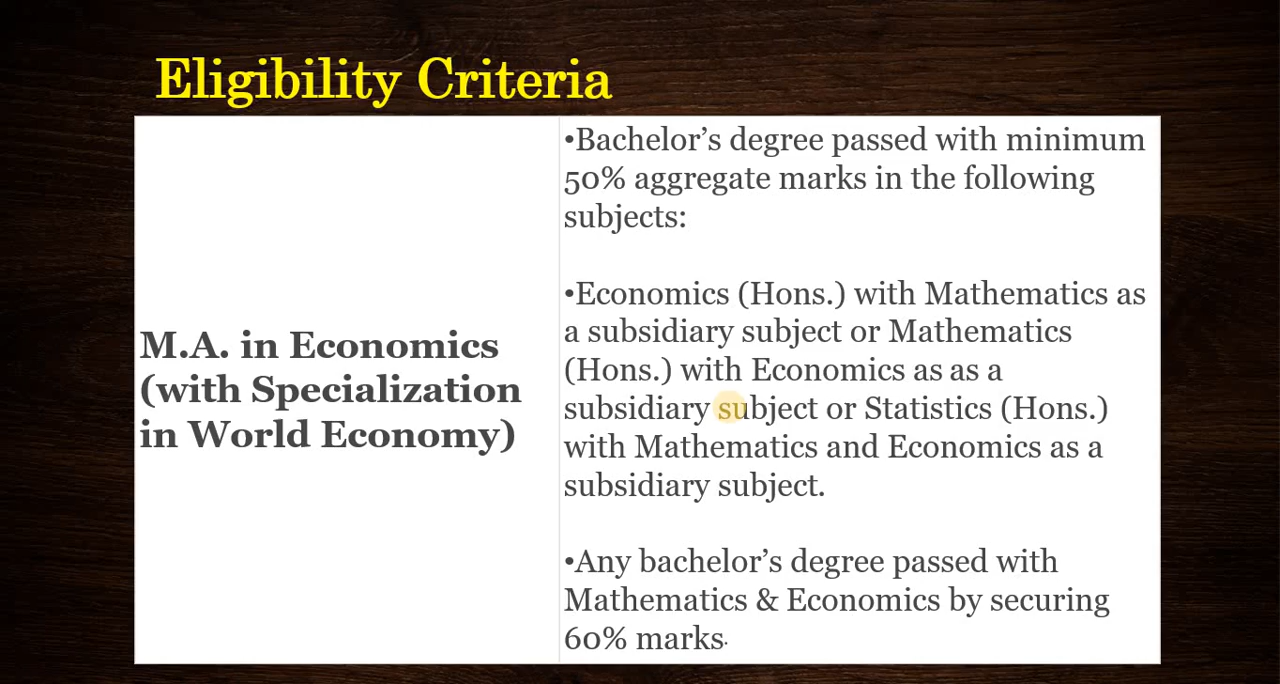 Eligibility Criteria
M.A. in Economics
(with Specialization
in World Economy)
•Bachelor's degree passed with minimum
50% aggregate marks in the following
subjects:
•Economics (Hons.) with Mathematics as
a subsidiary subject or Mathematics
(Hons.) with Economics as as a
subsidiary subject or Statistics (Hons.)
with Mathematics and Economics as a
subsidiary subject.
•Any bachelor's degree passed with
Mathematics & Economics by securing
60% marks.